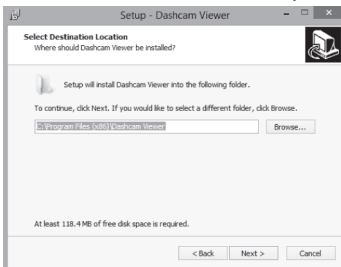 Setup - Dashcam Viewer
Select Destination Location
Where should Dashcam Viewer be installed?
Setup will install Dashcam Viewer into the following folder.
To continue, click Next. If you would like to select a different folder, click Browse.
C:\Program Files (x86)\Dashcam Viewer
Browse...
At least 118.4 MB of free disk space is required.
< Back
Next >
Cancel